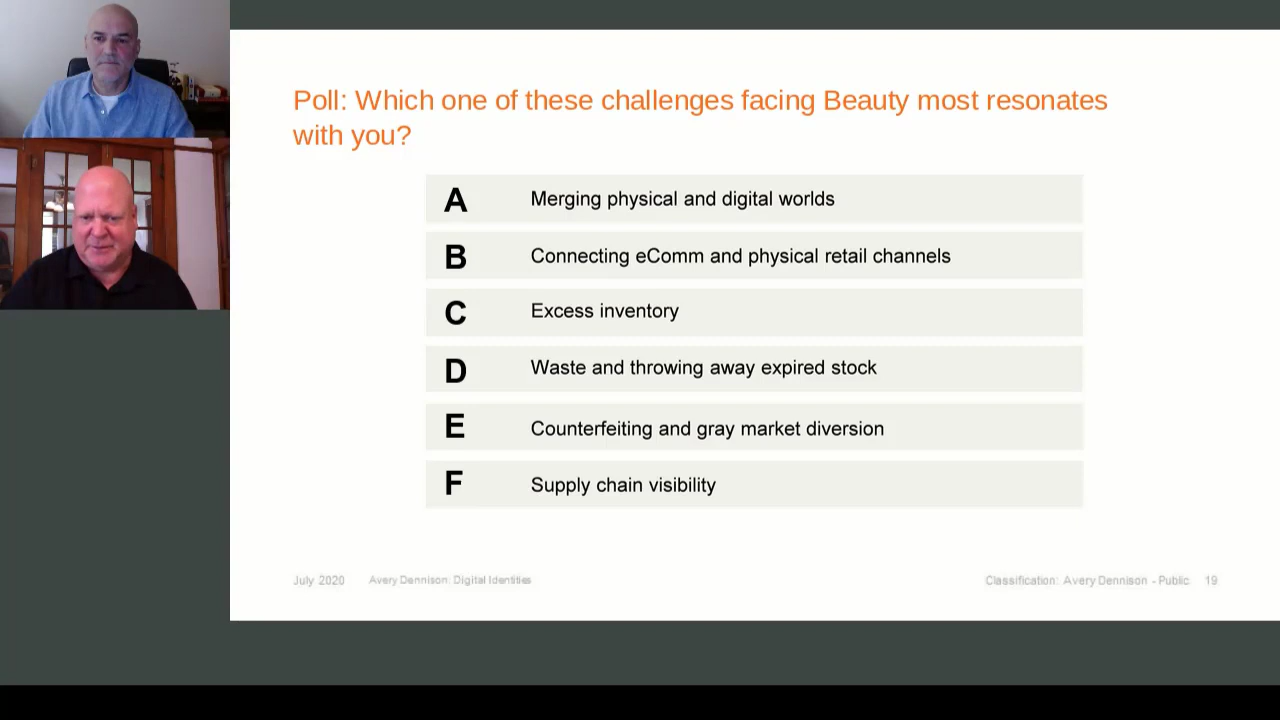 Poll: Which one of these challenges facing Beauty most resonates
with you?
A Merging physical and digital worlds
B Connecting eComm and physical retail channels
C Excess inventory
D Waste and throwing away expired stock
E Counterfeiting and gray market diversion
F Supply chain visibility
July 2020 Avery Dennison: Digital Identities Classification: Avery Dennison - Public 19